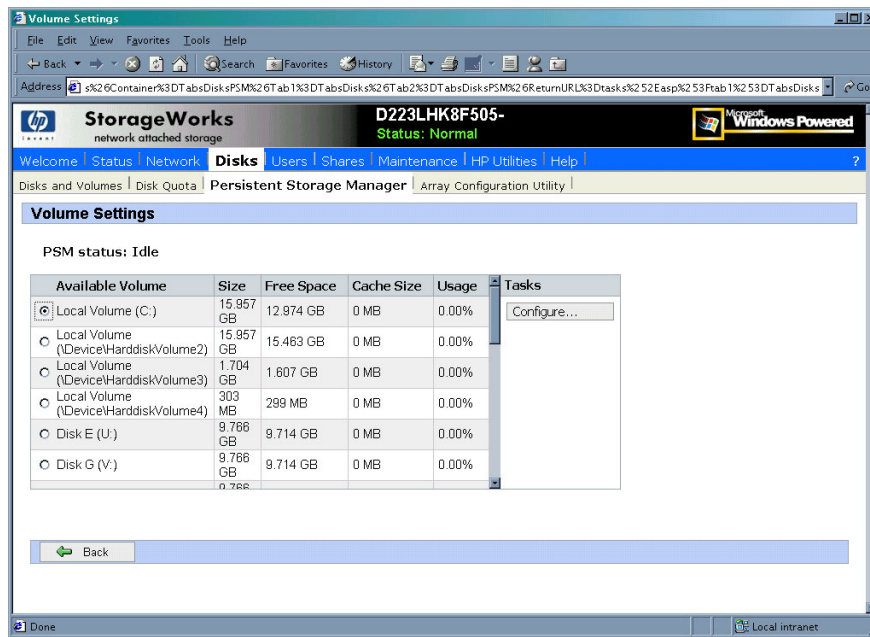 Volume Settings
File Edit View Favorites Tools Help
Back Search Favorites History
Address s%26Container%3DTabsDisksPSM%26Tab1%3DTabsDisks%26Tab2%3DTabsDisksPSM%26ReturnURL%3Dtasks%252Easp%253Ftab1%253DTabsDisks Go
hp StorageWorks D223LHK8F505- Microsoft Windows Powered
invent network attached storage Status: Normal
Welcome Status Network Disks Users Shares Maintenance HP Utilities Help ?
Disks and Volumes Disk Quota Persistent Storage Manager Array Configuration Utility
Volume Settings
PSM status: Idle
Available Volume Size Free Space Cache Size Usage Tasks
Local Volume (C:) 15.957 GB 12.974 GB 0 MB 0.00% Configure...
Local Volume (\Device\HarddiskVolume2) 15.957 GB 15.463 GB 0 MB 0.00%
Local Volume (\Device\HarddiskVolume3) 1.704 GB 1.607 GB 0 MB 0.00%
Local Volume (\Device\HarddiskVolume4) 303 MB 299 MB 0 MB 0.00%
Disk E (U:) 9.766 GB 9.714 GB 0 MB 0.00%
Disk G (V:) 9.766 GB 9.714 GB 0 MB 0.00%
9.766
Back
Done Local intranet